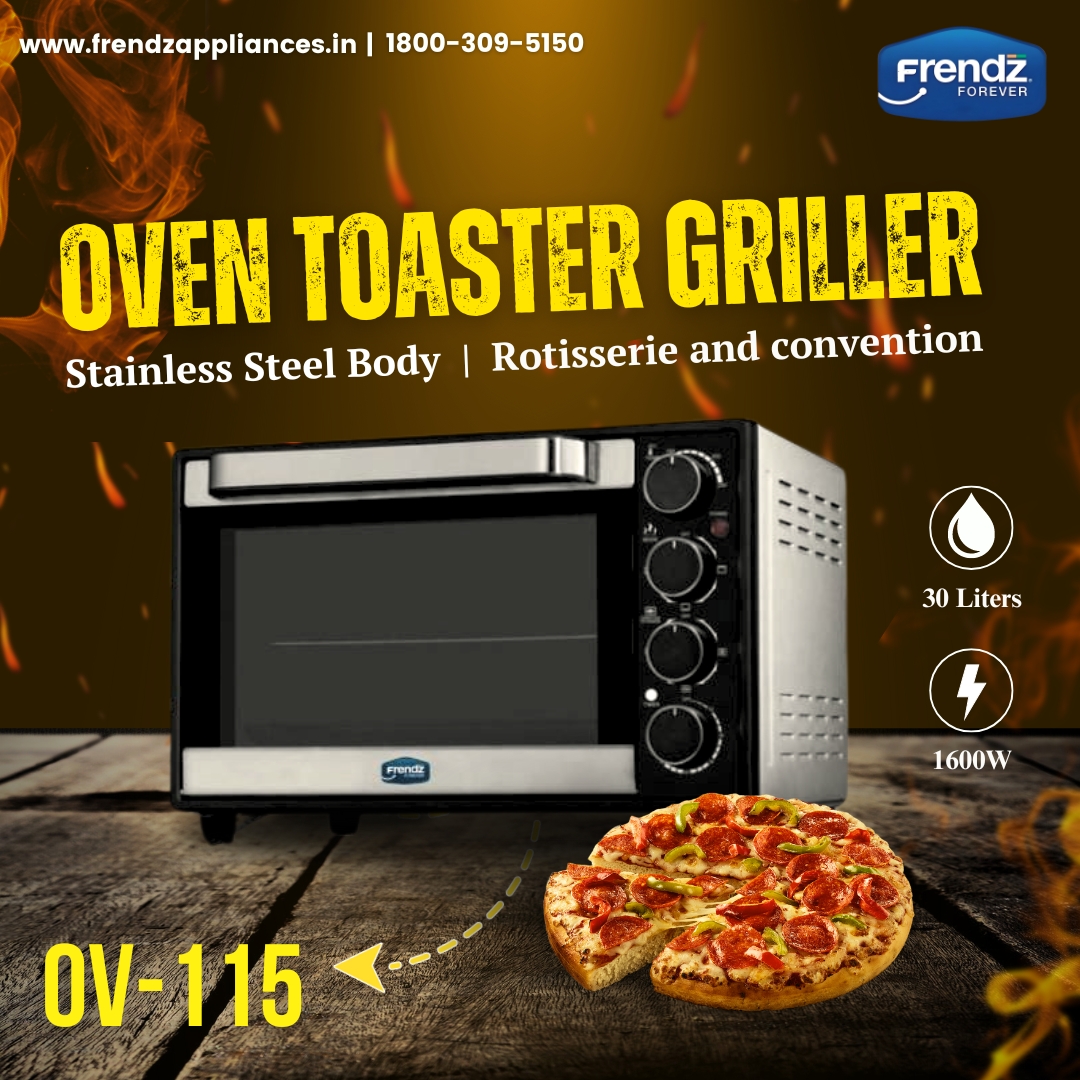 www.frendzappliances.in | 1800-309-5150
Frendz
FOREVER
OVEN TOASTER GRILLER
Stainless Steel Body | Rotisserie and convention
30 Liters
1600W
Frendz
FOREVER
OV-115